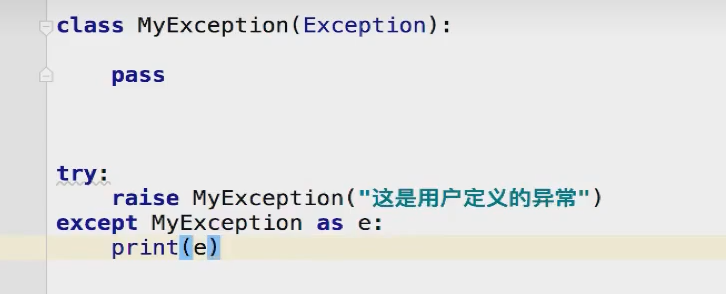 class MyException(Exception):
    pass
try:
    raise MyException("这是用户定义的异常")
except MyException as e:
    print(e)